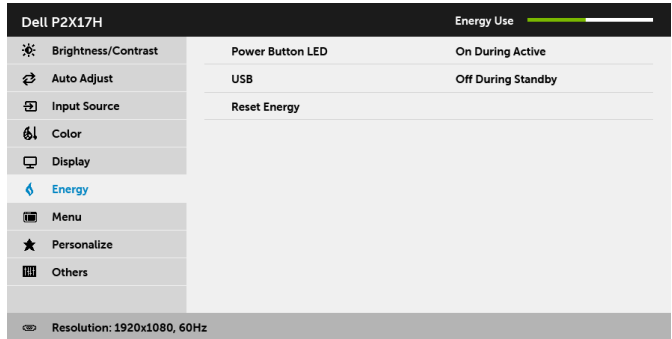 Dell P2X17H Energy Use
Brightness/Contrast Power Button LED On During Active
Auto Adjust USB Off During Standby
Input Source Reset Energy
Color
Display
Energy
Menu
Personalize
Others
Resolution: 1920x1080, 60Hz